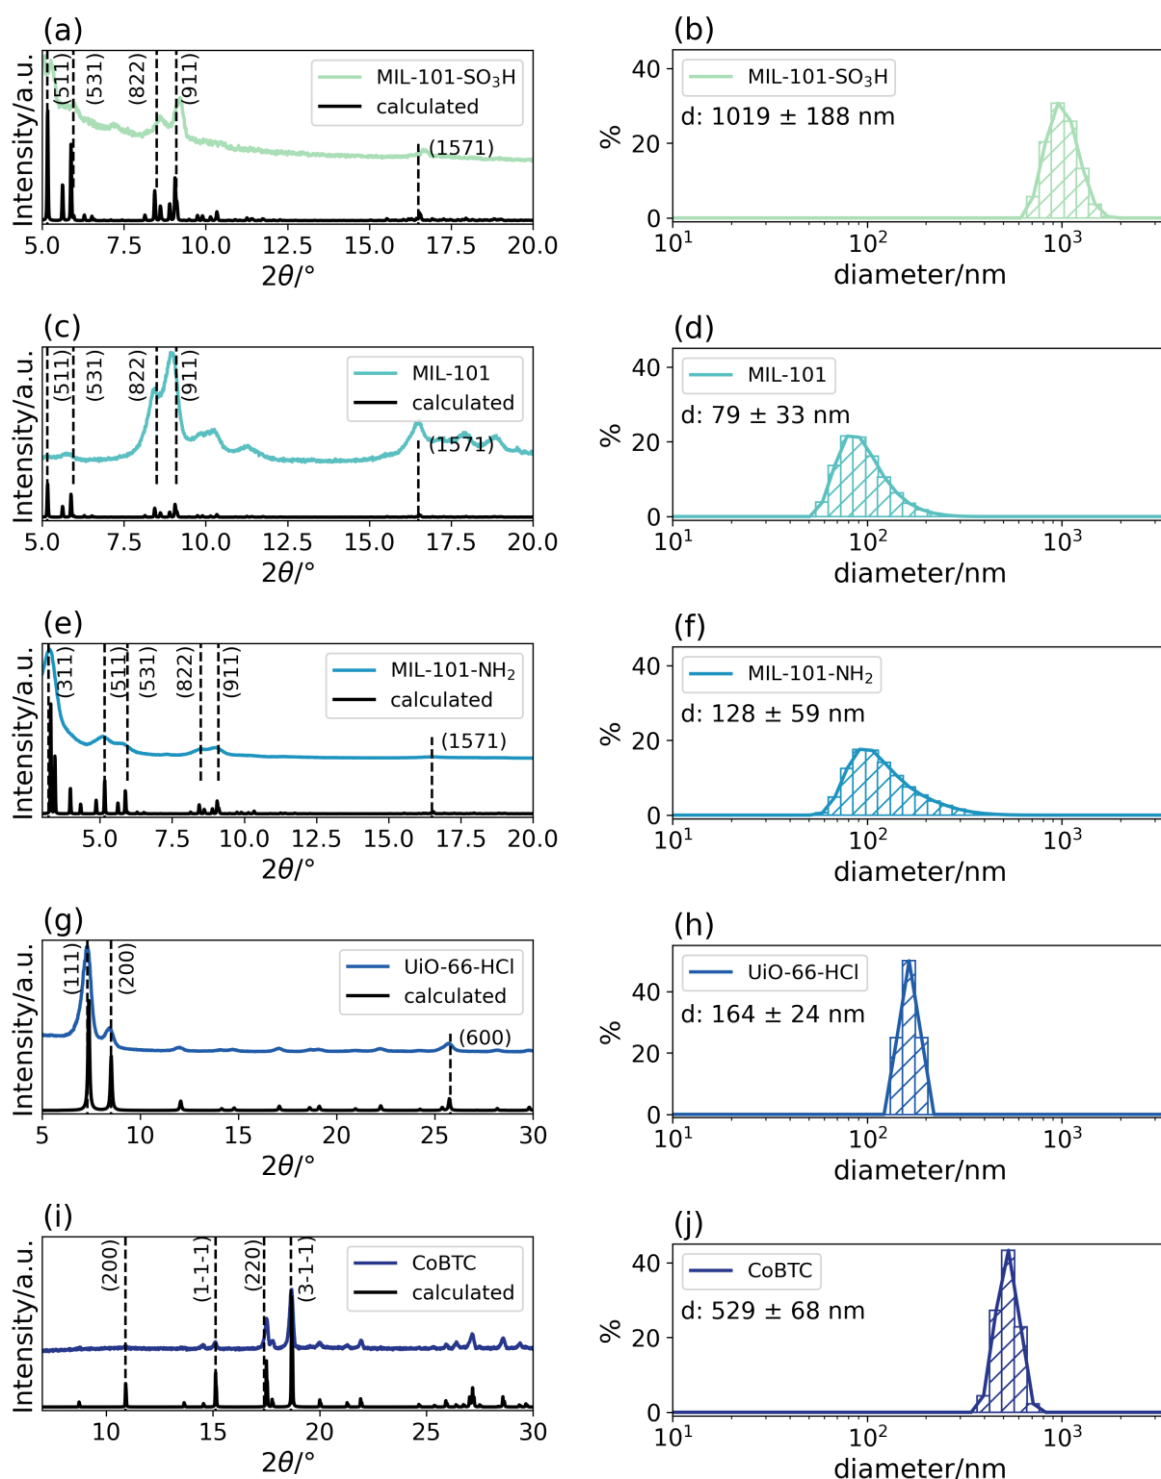 (a)
Intensity/a.u.
(511)
(531)
(822)
(911)
(1571)
MIL-101-SO₃H
calculated
5.0 7.5 10.0 12.5 15.0 17.5 20.0
2θ/°
(b)
MIL-101-SO₃H
d: 1019 ± 188 nm
%
40
20
0
10¹ 10² 10³
diameter/nm
(c)
Intensity/a.u.
(511)
(531)
(822)
(911)
(1571)
MIL-101
calculated
5.0 7.5 10.0 12.5 15.0 17.5 20.0
2θ/°
(d)
MIL-101
d: 79 ± 33 nm
%
40
20
0
10¹ 10² 10³
diameter/nm
(e)
Intensity/a.u.
(311)
(511)
(531)
(822)
(911)
(1571)
MIL-101-NH₂
calculated
5.0 7.5 10.0 12.5 15.0 17.5 20.0
2θ/°
(f)
MIL-101-NH₂
d: 128 ± 59 nm
%
40
20
0
10¹ 10² 10³
diameter/nm
(g)
Intensity/a.u.
(111)
(200)
(600)
UiO-66-HCl
calculated
5 10 15 20 25 30
2θ/°
(h)
UiO-66-HCl
d: 164 ± 24 nm
%
40
20
0
10¹ 10² 10³
diameter/nm
(i)
Intensity/a.u.
(200)
(1-1-1)
(220)
(3-1-1)
CoBTC
calculated
10 15 20 25 30
2θ/°
(j)
CoBTC
d: 529 ± 68 nm
%
40
20
0
10¹ 10² 10³
diameter/nm